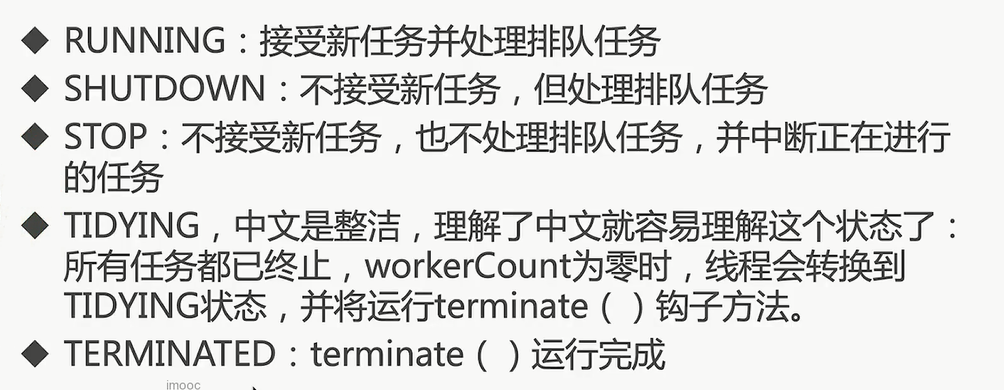 ◆ RUNNING：接受新任务并处理排队任务
◆ SHUTDOWN：不接受新任务，但处理排队任务
◆ STOP：不接受新任务，也不处理排队任务，并中断正在进行
的任务
◆ TIDYING，中文是整洁，理解了中文就容易理解这个状态了：
所有任务都已终止，workerCount为零时，线程会转换到
TIDYING状态，并将运行terminate（ ）钩子方法。
◆ TERMINATED：terminate（ ）运行完成
imooc